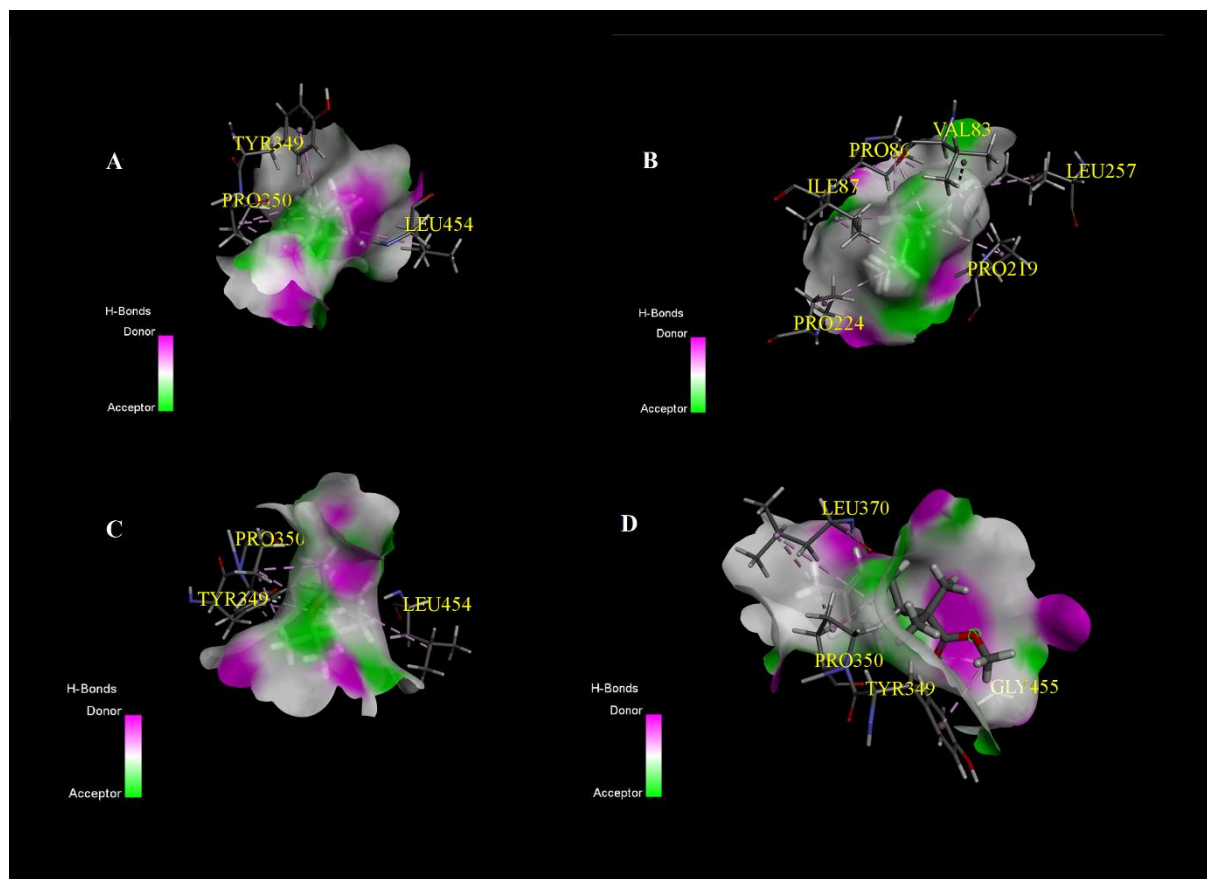 A
TYR349
PRO250
LEU454
H-Bonds
Donor
Acceptor
B
VAL83
PRO86
ILE87
LEU257
PRO219
PRO224
H-Bonds
Donor
Acceptor
C
PRO350
TYR349
LEU454
H-Bonds
Donor
Acceptor
D
LEU370
PRO350
TYR349
GLY455
H-Bonds
Donor
Acceptor